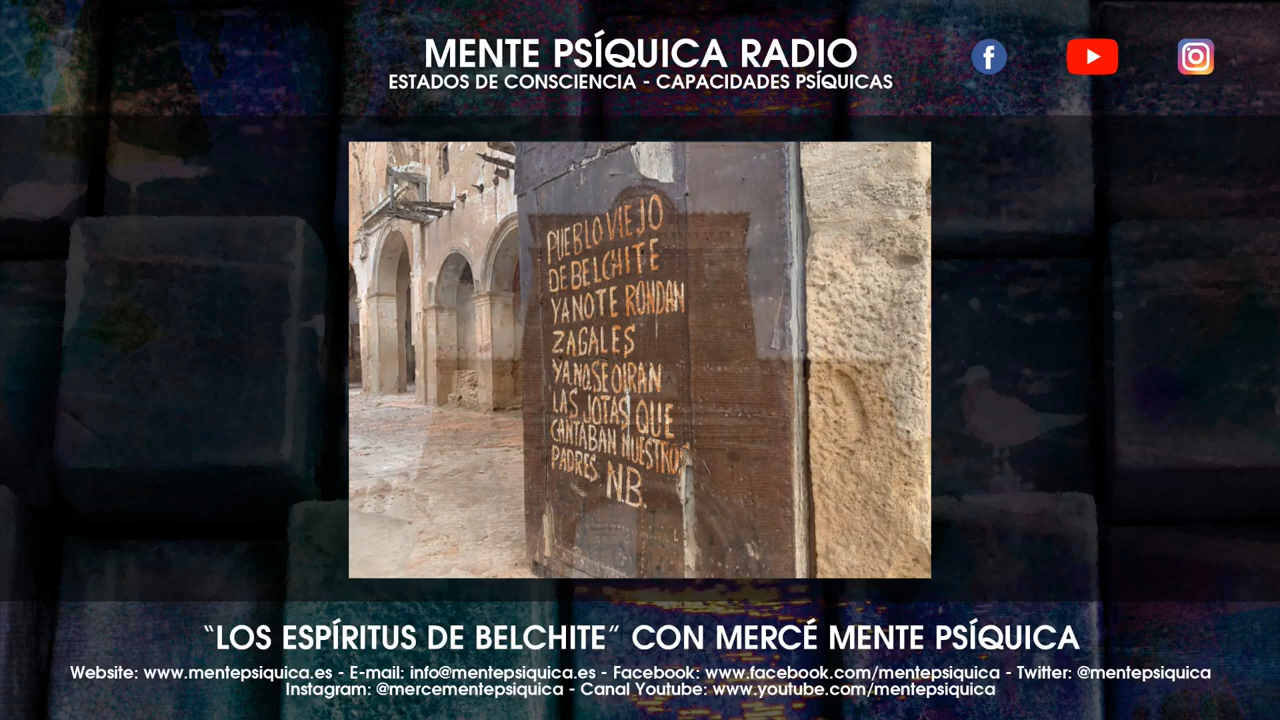 MENTE PSÍQUICA RADIO
ESTADOS DE CONSCIENCIA - CAPACIDADES PSÍQUICAS
PUEBLO VIEJO
DE BELCHITE
YA NO TE RONDAN
ZAGALES
YA NO SE OIRAN
LAS JOTAS QUE
CANTABAN NUESTROS
PADRES N.B.
“LOS ESPÍRITUS DE BELCHITE” CON MERCÉ MENTE PSÍQUICA
Website: www.mentepsiquica.es - E-mail: info@mentepsiquica.es - Facebook: www.facebook.com/mentepsiquica - Twitter: @mentepsiquica
Instagram: @mercementepsiquica - Canal Youtube: www.youtube.com/mentepsiquica